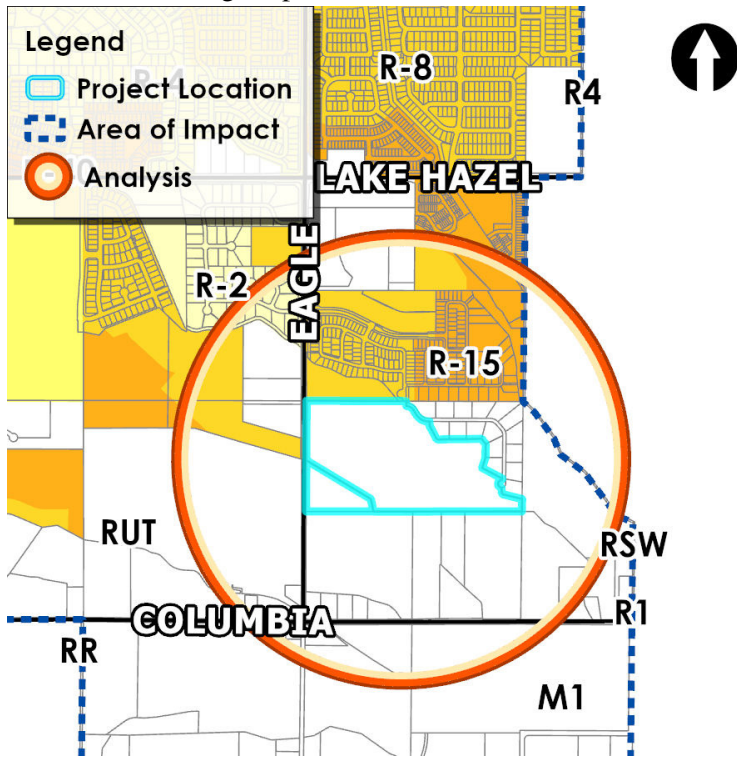 Legend
Project Location
Area of Impact
Analysis
R-8
R4
R-4
LAKE HAZEL
EAGLE
R-2
R-15
RUT
RSW
COLUMBIA
R1
RR
M1